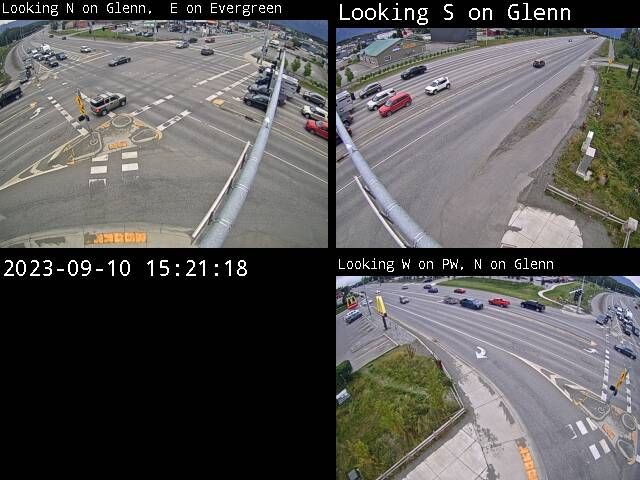 Looking N on Glenn, E on Evergreen
Looking S on Glenn
2023-09-10 15:21:18
Looking W on PW, N on Glenn